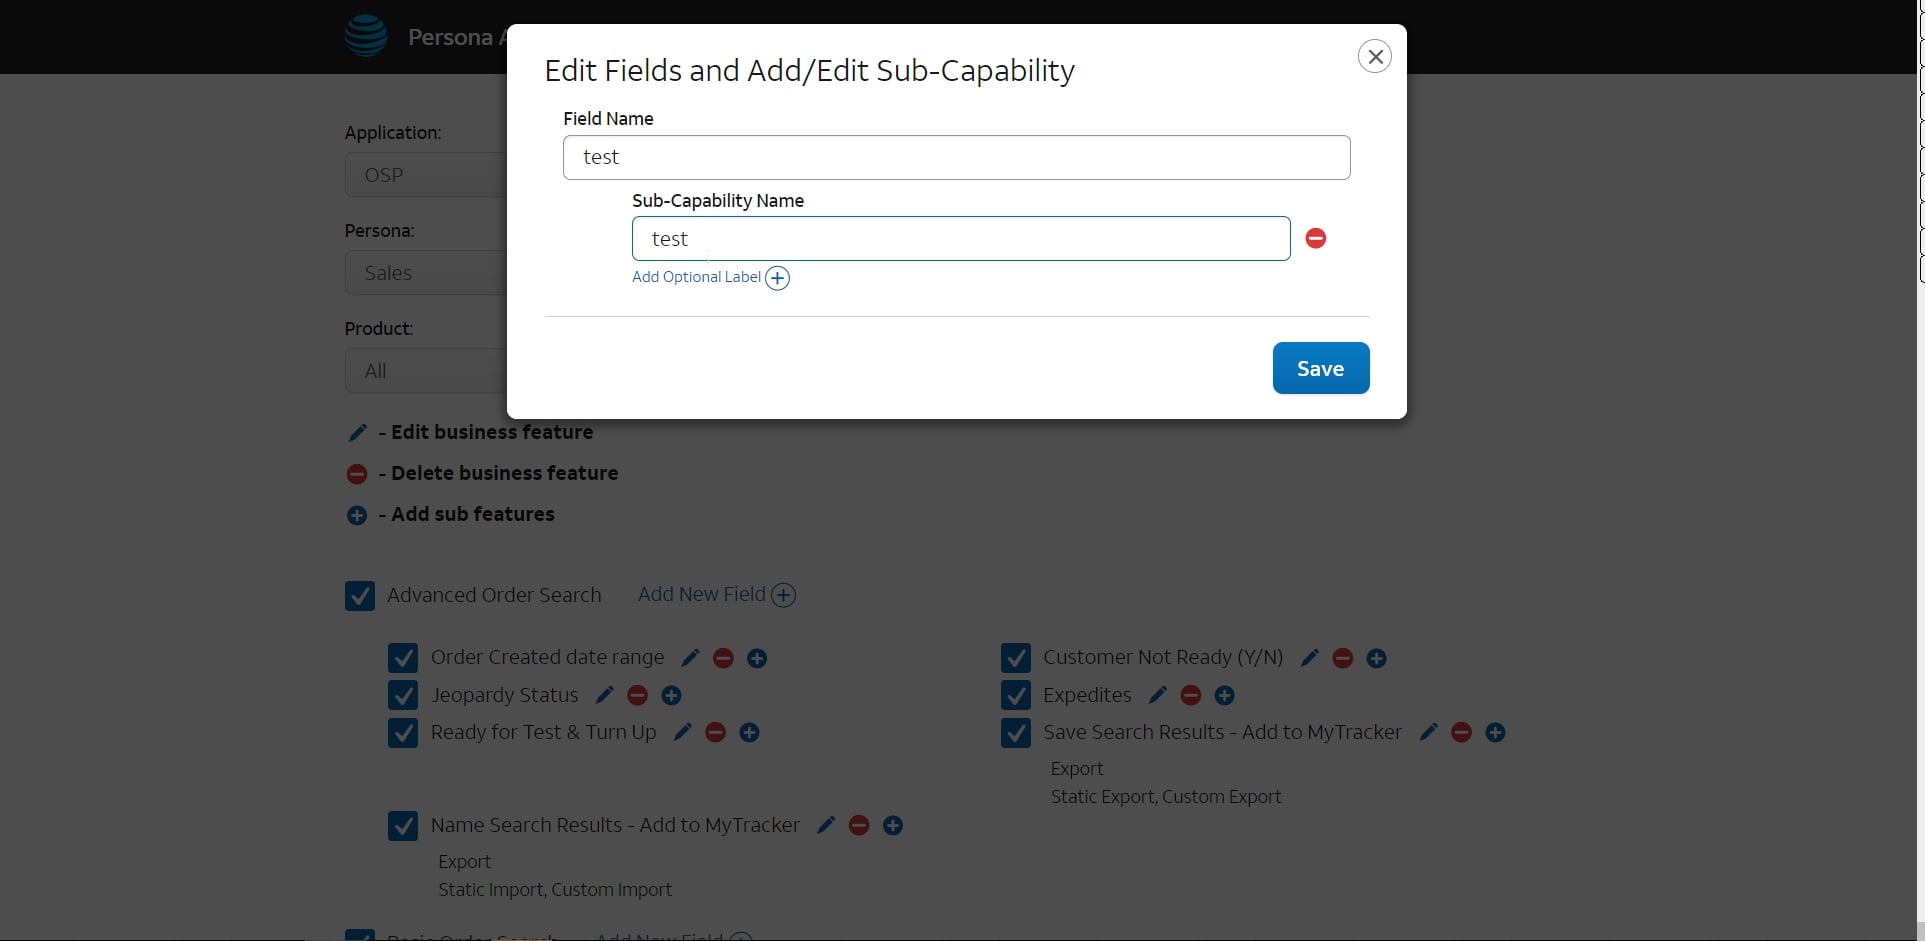 Persona
Edit Fields and Add/Edit Sub-Capability
Field Name
test
Sub-Capability Name
test
Add Optional Label
Save
Application:
OSP
Persona:
Sales
Product:
All
- Edit business feature
- Delete business feature
- Add sub features
Advanced Order Search Add New Field
Order Created date range
Customer Not Ready (Y/N)
Jeopardy Status
Expedites
Ready for Test & Turn Up
Save Search Results - Add to MyTracker
Export
Static Export, Custom Export
Name Search Results - Add to MyTracker
Export
Static Import, Custom Import
Basic Order Search Add New Field